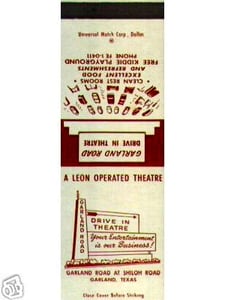 Universal Match Corp., Dallas
PHONE FE 1-0411
FREE KIDDIE PLAYGROUND
AND REFRESHMENTS
EXCELLENT FOOD
• CLEAN REST ROOMS •
DRIVE IN THEATRE
GARLAND ROAD
A LEON OPERATED THEATRE
GARLAND ROAD
DRIVE IN
THEATRE
Your Entertainment
is our Business!
GARLAND ROAD AT SHILOH ROAD
GARLAND, TEXAS
Close Cover Before Striking